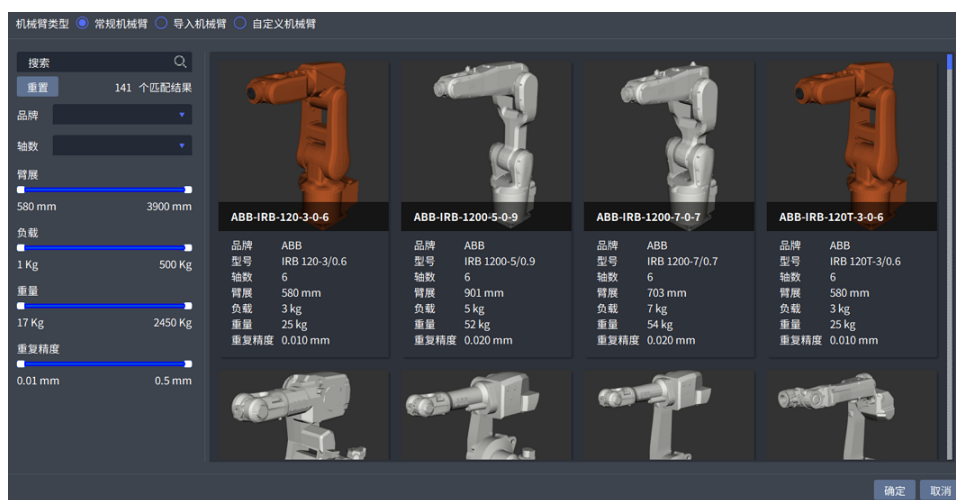 机械臂类型 常规机械臂 导入机械臂 自定义机械臂
搜索
重置 141 个匹配结果
品牌
轴数
臂展
580 mm 3900 mm
负载
1 Kg 500 Kg
重量
17 Kg 2450 Kg
重复精度
0.01 mm 0.5 mm
ABB-IRB-120-3-0-6
品牌 ABB
型号 IRB 120-3/0.6
轴数 6
臂展 580 mm
负载 3 kg
重量 25 kg
重复精度 0.010 mm
ABB-IRB-1200-5-0-9
品牌 ABB
型号 IRB 1200-5/0.9
轴数 6
臂展 901 mm
负载 5 kg
重量 52 kg
重复精度 0.020 mm
ABB-IRB-1200-7-0-7
品牌 ABB
型号 IRB 1200-7/0.7
轴数 6
臂展 703 mm
负载 7 kg
重量 54 kg
重复精度 0.020 mm
ABB-IRB-120T-3-0-6
品牌 ABB
型号 IRB 120T-3/0.6
轴数 6
臂展 580 mm
负载 3 kg
重量 25 kg
重复精度 0.010 mm
确定 取消